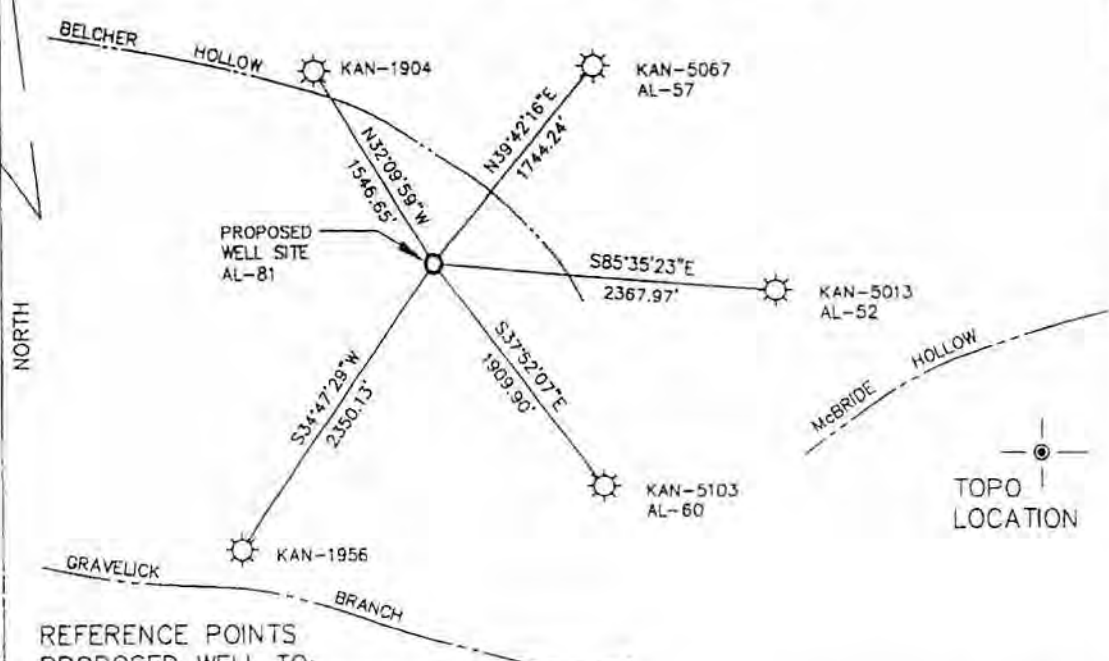 BELCHER HOLLOW
KAN-1904
KAN-5067
AL-57
N32°09'59"W
1546.65'
N39°42'16"E
1744.24'
PROPOSED
WELL SITE
AL-81
S85°35'23"E
2367.97'
KAN-5013
AL-52
NORTH
S34°47'29"W
2350.13'
S37°52'07"E
1909.90'
McBRIDE HOLLOW
TOPO
LOCATION
KAN-5103
AL-60
KAN-1956
GRAVELICK BRANCH
REFERENCE POINTS
PROPOSED WELL TO: